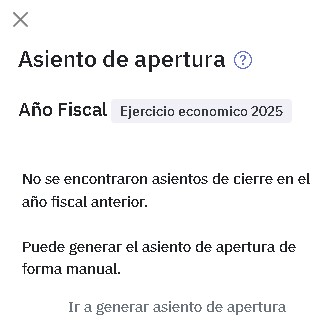 Asiento de apertura ?
Año Fiscal Ejercicio economico 2025
No se encontraron asientos de cierre en el
año fiscal anterior.
Puede generar el asiento de apertura de
forma manual.
Ir a generar asiento de apertura